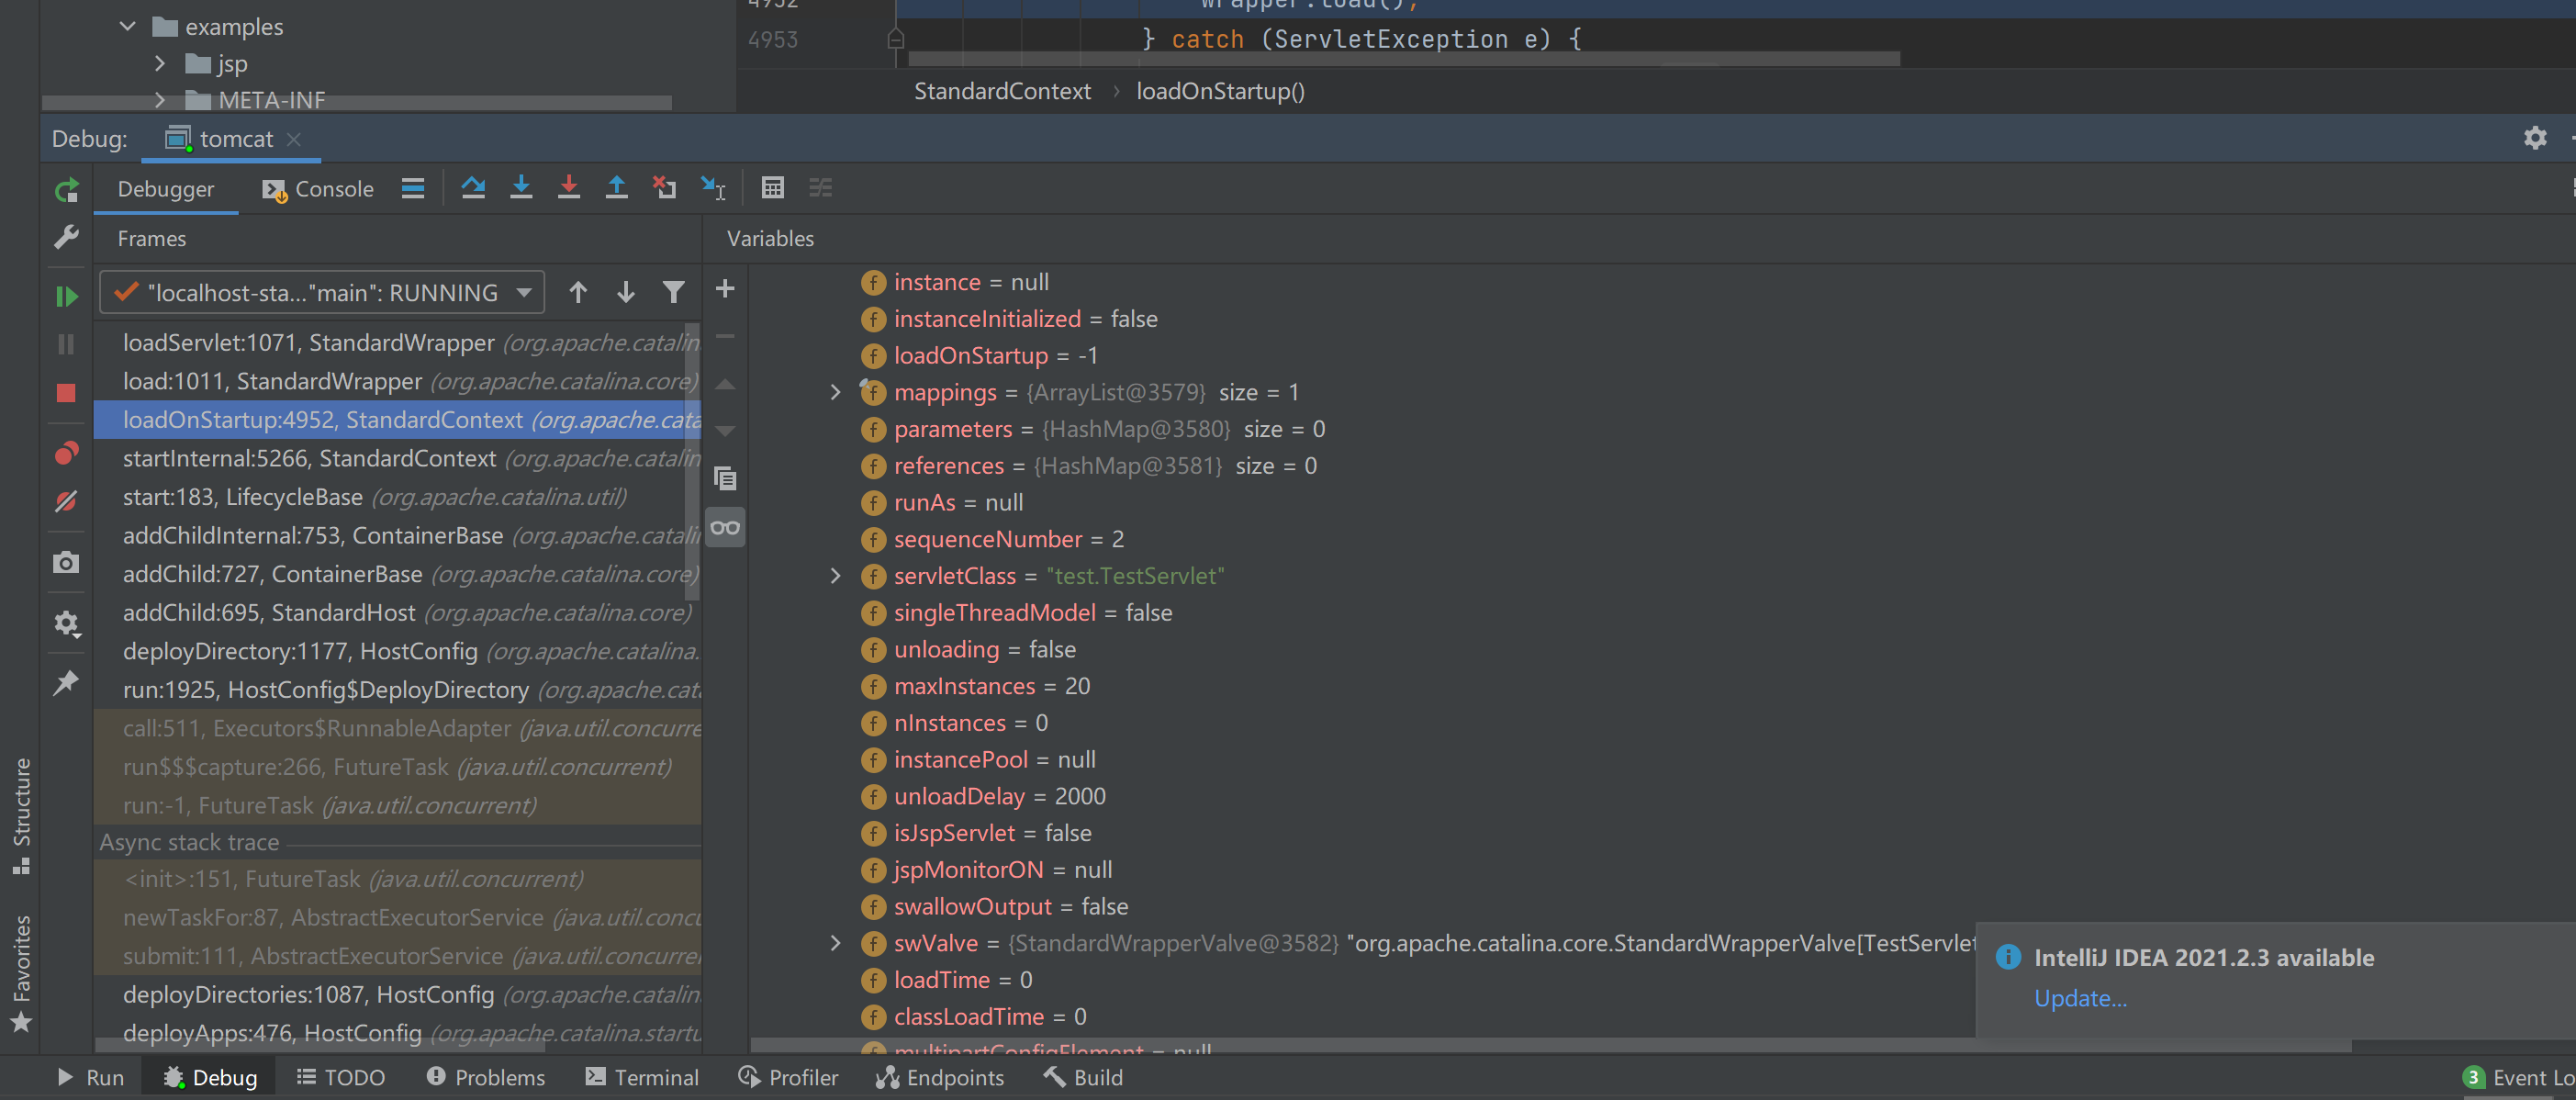 4952 wrapper.load();
examples
4953 } catch (ServletException e) {
jsp
META-INF
StandardContext › loadOnStartup()
Debug: tomcat
Debugger Console
Frames
Variables
"localhost-sta..."main": RUNNING
loadServlet:1071, StandardWrapper (org.apache.catalin
load:1011, StandardWrapper (org.apache.catalina.core)
loadOnStartup:4952, StandardContext (org.apache.cata
startInternal:5266, StandardContext (org.apache.catalin
start:183, LifecycleBase (org.apache.catalina.util)
addChildInternal:753, ContainerBase (org.apache.catalin
addChild:727, ContainerBase (org.apache.catalina.core)
addChild:695, StandardHost (org.apache.catalina.core)
deployDirectory:1177, HostConfig (org.apache.catalina.
run:1925, HostConfig$DeployDirectory (org.apache.cata
call:511, Executors$RunnableAdapter (java.util.concurre
run$$$capture:266, FutureTask (java.util.concurrent)
run:-1, FutureTask (java.util.concurrent)
Async stack trace
<init>:151, FutureTask (java.util.concurrent)
newTaskFor:87, AbstractExecutorService (java.util.concu
submit:111, AbstractExecutorService (java.util.concurre
deployDirectories:1087, HostConfig (org.apache.catalin
deployApps:476, HostConfig (org.apache.catalina.startu
instance = null
instanceInitialized = false
loadOnStartup = -1
mappings = {ArrayList@3579} size = 1
parameters = {HashMap@3580} size = 0
references = {HashMap@3581} size = 0
runAs = null
sequenceNumber = 2
servletClass = "test.TestServlet"
singleThreadModel = false
unloading = false
maxInstances = 20
nInstances = 0
instancePool = null
unloadDelay = 2000
isJspServlet = false
jspMonitorON = null
swallowOutput = false
swValve = {StandardWrapperValve@3582} "org.apache.catalina.core.StandardWrapperValve[TestServlet
loadTime = 0
classLoadTime = 0
multipartConfigElement = null
IntelliJ IDEA 2021.2.3 available
Update...
Structure
Favorites
Run Debug TODO Problems Terminal Profiler Endpoints Build 3 Event Lo